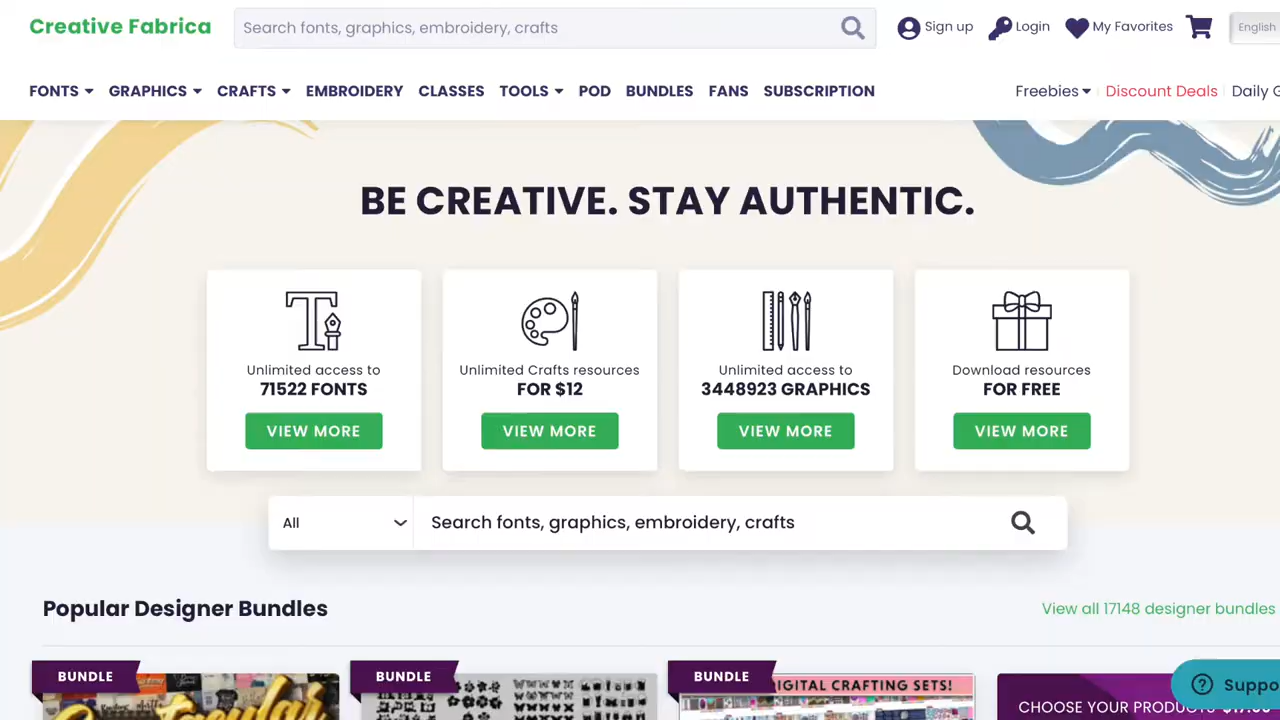 Creative Fabrica
Search fonts, graphics, embroidery, crafts
Sign up
Login
My Favorites
English
FONTS
GRAPHICS
CRAFTS
EMBROIDERY
CLASSES
TOOLS
POD
BUNDLES
FANS
SUBSCRIPTION
Freebies
Discount Deals
Daily G
BE CREATIVE. STAY AUTHENTIC.
Unlimited access to
71522 FONTS
VIEW MORE
Unlimited Crafts resources
FOR $12
VIEW MORE
Unlimited access to
3448923 GRAPHICS
VIEW MORE
Download resources
FOR FREE
VIEW MORE
All
Search fonts, graphics, embroidery, crafts
Popular Designer Bundles
View all 17148 designer bundles
BUNDLE
BUNDLE
BUNDLE
IGITAL CRAFTING SETS!
CHOOSE YOUR PRODUCTS
Suppo